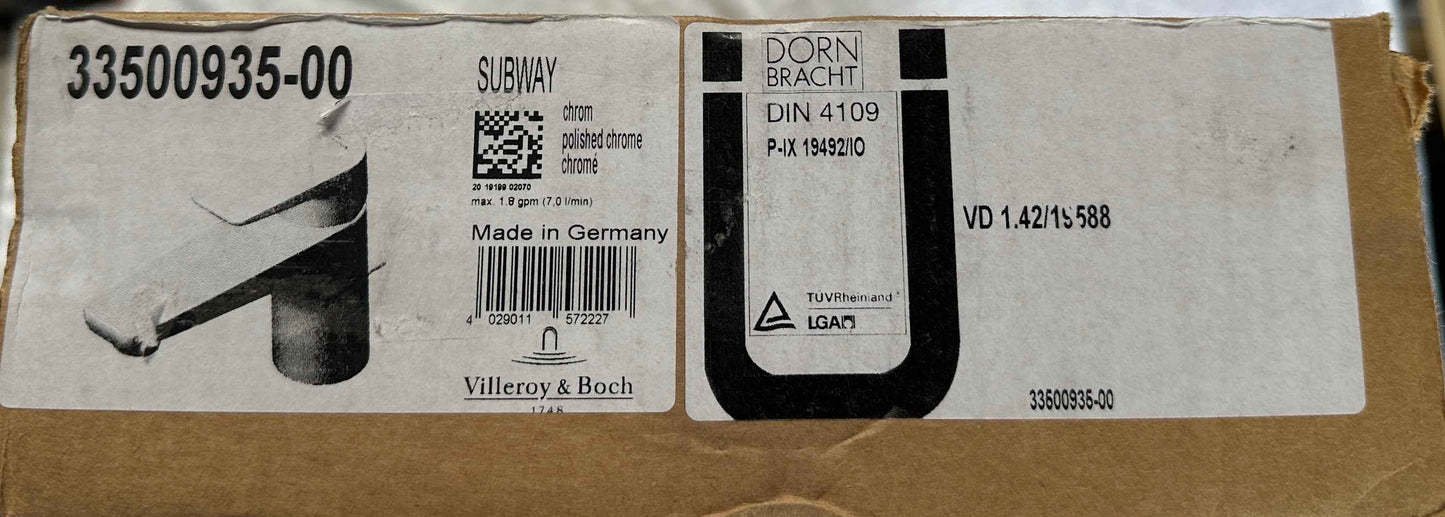 33500935-00
SUBWAY
chrom
polished chrome
chromé
20 19199 02070
max. 1.8 gpm (7,0 l/min)
Made in Germany
4 029011 572227
Villeroy & Boch
1748
DORN
BRACHT
DIN 4109
P-IX 19492/IO
TÜVRheinland
LGA
VD 1.42/19588
33500935-00